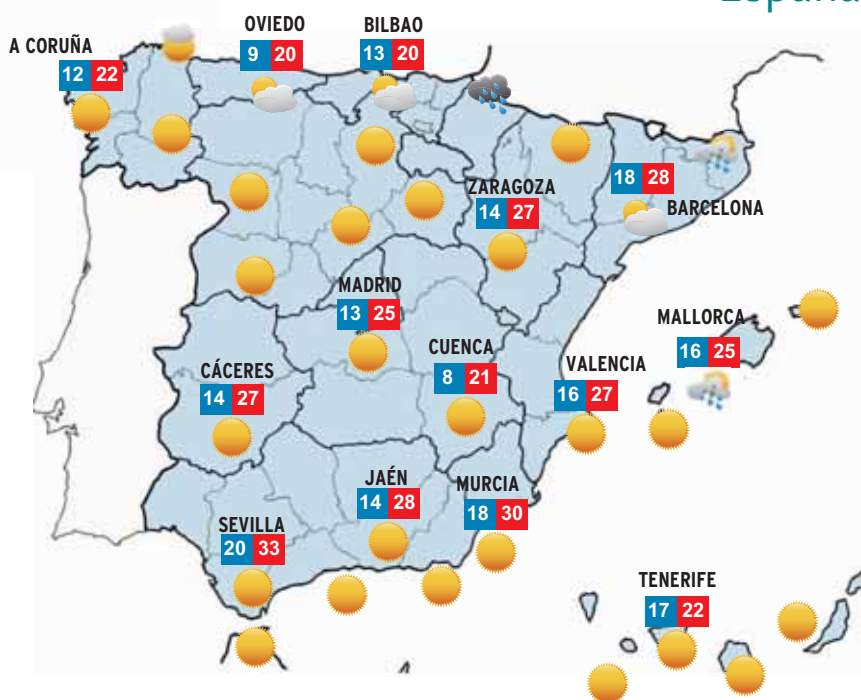 España
A CORUÑA
12 22
OVIEDO
9 20
BILBAO
13 20
ZARAGOZA
14 27
18 28
BARCELONA
MADRID
13 25
MALLORCA
16 25
CÁCERES
14 27
CUENCA
8 21
VALENCIA
16 27
JAÉN
14 28
MURCIA
18 30
SEVILLA
20 33
TENERIFE
17 22